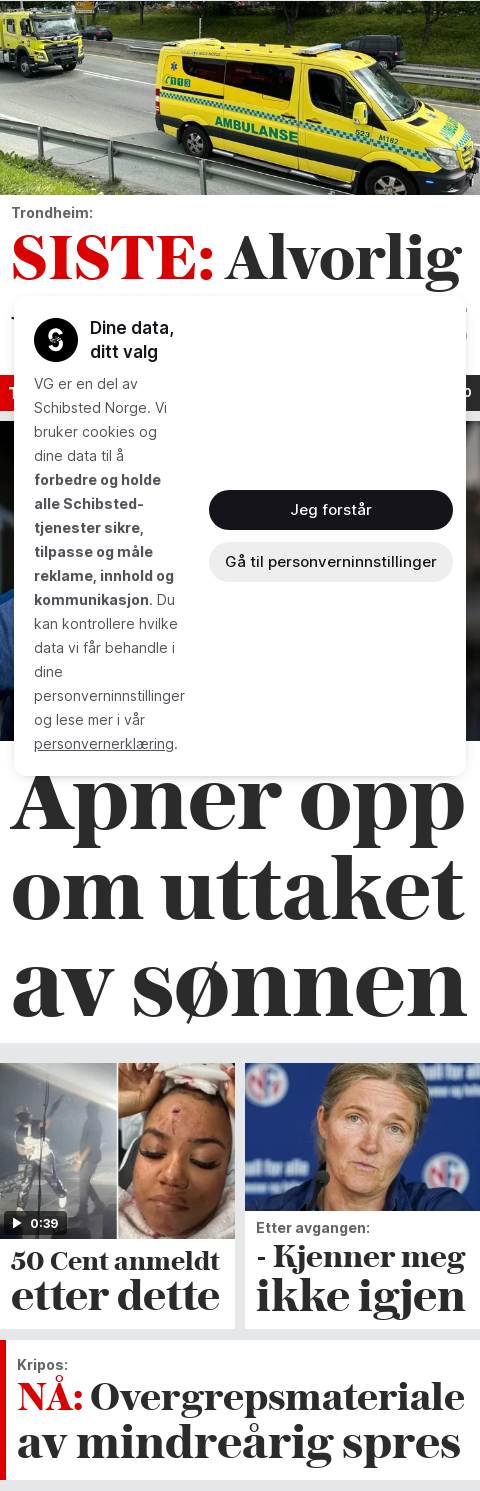 113
AMBULANSE
523
M182
Trondheim:
SISTE: Alvorlig
Dine data,
ditt valg
VG er en del av
Schibsted Norge. Vi
bruker cookies og
dine data til å
forbedre og holde
alle Schibsted-
tjenester sikre,
tilpasse og måle
reklame, innhold og
kommunikasjon. Du
kan kontrollere hvilke
data vi får behandle i
dine
personverninnstillinger
og lese mer i vår
personvernerklæring.
Jeg forstår
Gå til personverninnstillinger
Åpner opp
om uttaket
av sønnen
0:39
50 Cent anmeldt
etter dette
Etter avgangen:
- Kjenner meg
ikke igjen
Kripos:
NÅ: Overgrepsmateriale
av mindreårig spres